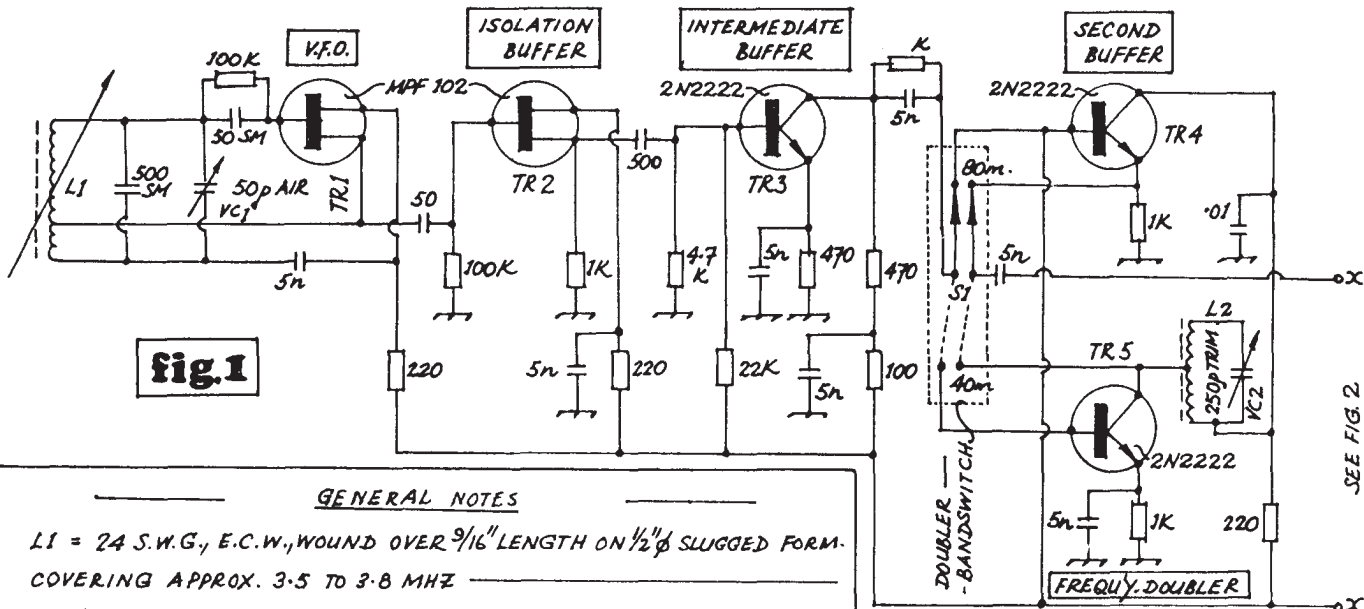 V.F.O.
ISOLATION
BUFFER
INTERMEDIATE
BUFFER
SECOND
BUFFER
100K
MPF 102
2N2222
K
2N2222
50 SM
5n
TR4
L1
500
SM
50p AIR
VC1
TR1
TR2
500
TR3
80m.
50
.01
1K
5n
100K
1K
4.7
K
5n
470
470
S1
5n
x
fig.1
220
5n
220
22K
5n
100
40m
TR5
L2
250p TRIM
VC2
2N2222
SEE FIG. 2
DOUBLER —
- BANDSWITCH
5n
1K
220
FREQUY. DOUBLER
x
GENERAL NOTES
L1 = 24 S.W.G., E.C.W., WOUND OVER 9/16" LENGTH ON 1/2"ϕ SLUGGED FORM.
COVERING APPROX. 3·5 TO 3·8 MHZ